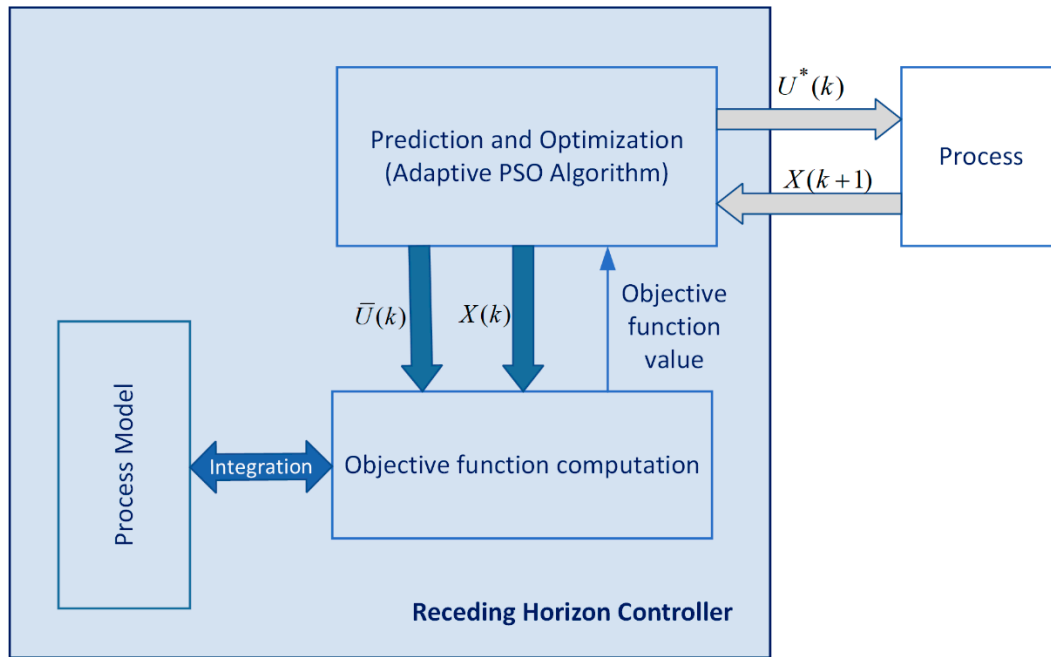 U*(k)
Prediction and Optimization
(Adaptive PSO Algorithm)
Process
X(k+1)
Ū(k)
X(k)
Objective
function
value
Process Model
Integration
Objective function computation
Receding Horizon Controller